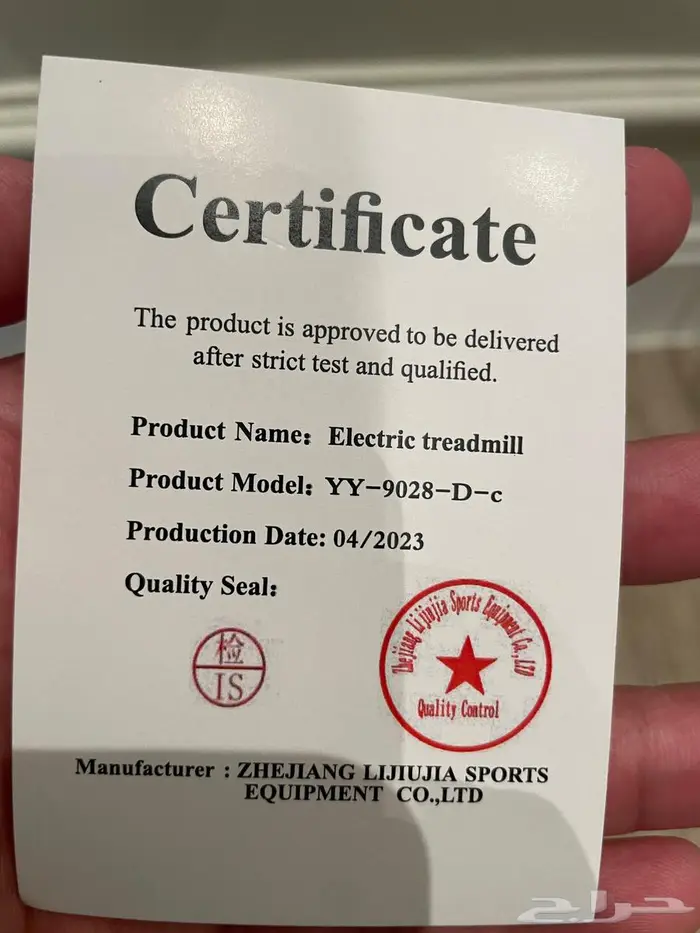 Certificate
The product is approved to be delivered
after strict test and qualified.
Product Name: Electric treadmill
Product Model: YY-9028-D-c
Production Date: 04/2023
Quality Seal:
检
IS
Zhejiang Lijiujia Sports Equipment Co.,LTD
Quality Control
Manufacturer : ZHEJIANG LIJIUJIA SPORTS
EQUIPMENT CO.,LTD
حراج